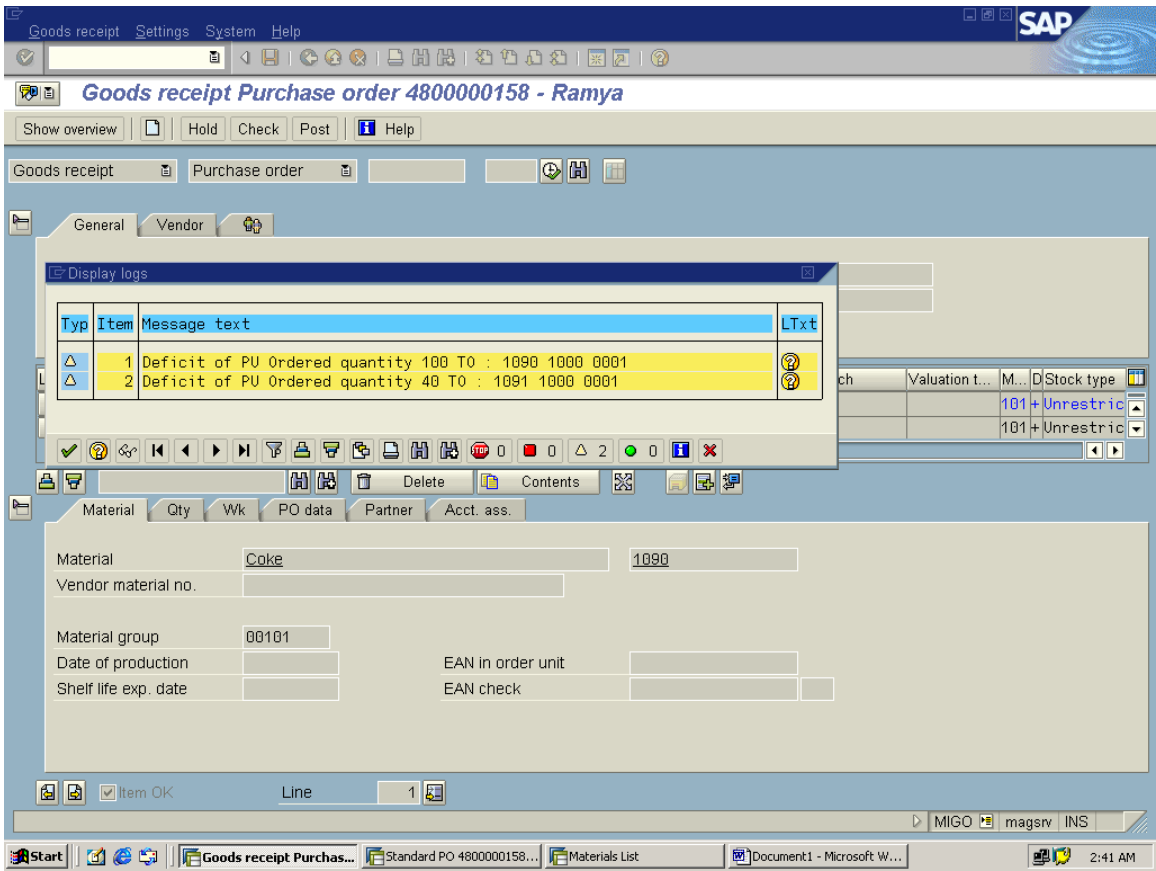 Goods receipt Settings System Help
SAP
Goods receipt Purchase order 4800000158 - Ramya
Show overview Hold Check Post Help
Goods receipt Purchase order
General Vendor
Display logs
Typ Item Message text LTxt
1 Deficit of PU Ordered quantity 100 TO : 1090 1000 0001
2 Deficit of PU Ordered quantity 40 TO : 1091 1000 0001
ch Valuation t... M... D Stock type
101 + Unrestric
101 + Unrestric
STOP 0 0 2 0
Delete Contents
Material Qty Wk PO data Partner Acct. ass.
Material Coke 1090
Vendor material no.
Material group 00101
Date of production EAN in order unit
Shelf life exp. date EAN check
Item OK Line 1
MIGO magsrv INS
Start Goods receipt Purchas... Standard PO 4800000158... Materials List Document1 - Microsoft W... 2:41 AM